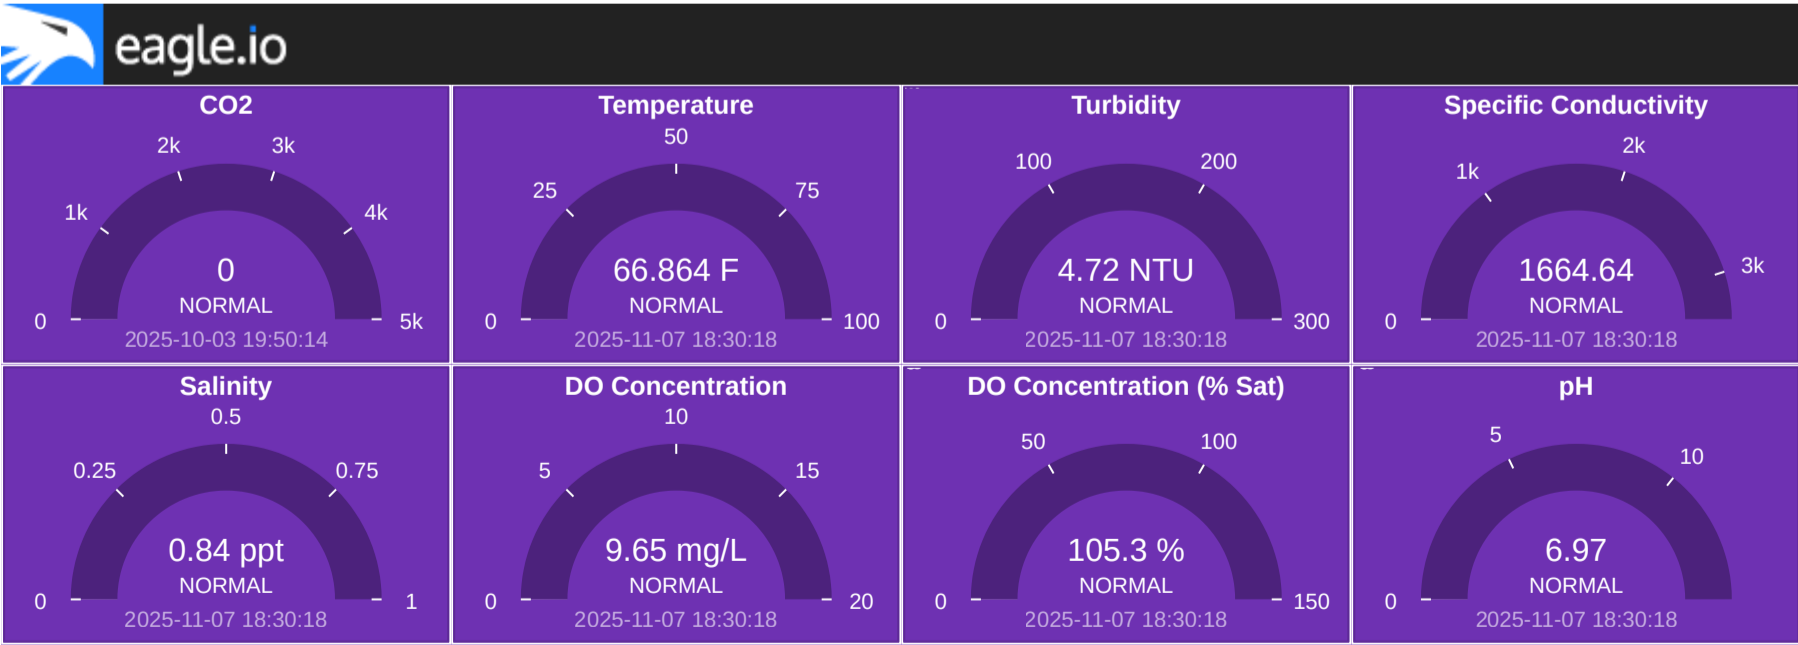 eagle.io
CO2
2k
3k
1k
4k
0
NORMAL
0
5k
2025-10-03 19:50:14
Temperature
50
25
75
66.864 F
NORMAL
0
100
2025-11-07 18:30:18
Turbidity
100
200
4.72 NTU
NORMAL
0
300
2025-11-07 18:30:18
Specific Conductivity
2k
1k
3k
1664.64
NORMAL
0
2025-11-07 18:30:18
Salinity
0.5
0.25
0.75
0.84 ppt
NORMAL
0
1
2025-11-07 18:30:18
DO Concentration
10
5
15
9.65 mg/L
NORMAL
0
20
2025-11-07 18:30:18
DO Concentration (% Sat)
50
100
105.3 %
NORMAL
0
150
2025-11-07 18:30:18
pH
5
10
6.97
NORMAL
0
2025-11-07 18:30:18